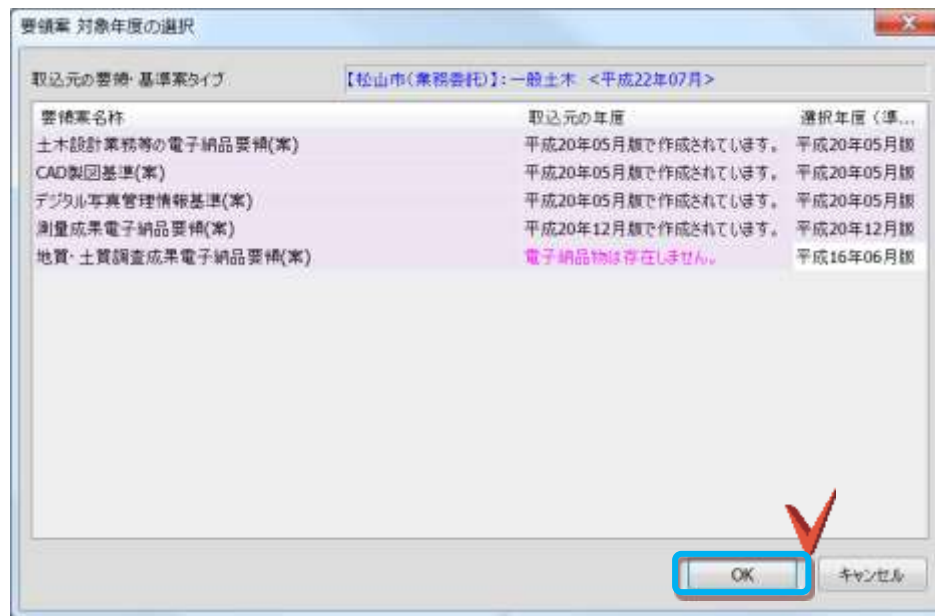 要領案 対象年度の選択
取込元の要領・基準案タイプ 【松山市(業務委託)】:一般土木 <平成22年07月>
要領案名称 取込元の年度 選択年度（準...
土木設計業務等の電子納品要領(案) 平成20年05月版で作成されています。 平成20年05月版
CAD製図基準(案) 平成20年05月版で作成されています。 平成20年05月版
デジタル写真管理情報基準(案) 平成20年05月版で作成されています。 平成20年05月版
測量成果電子納品要領(案) 平成20年12月版で作成されています。 平成20年12月版
地質・土質調査成果電子納品要領(案) 電子納品物は存在しません。 平成16年06月版
OK キャンセル